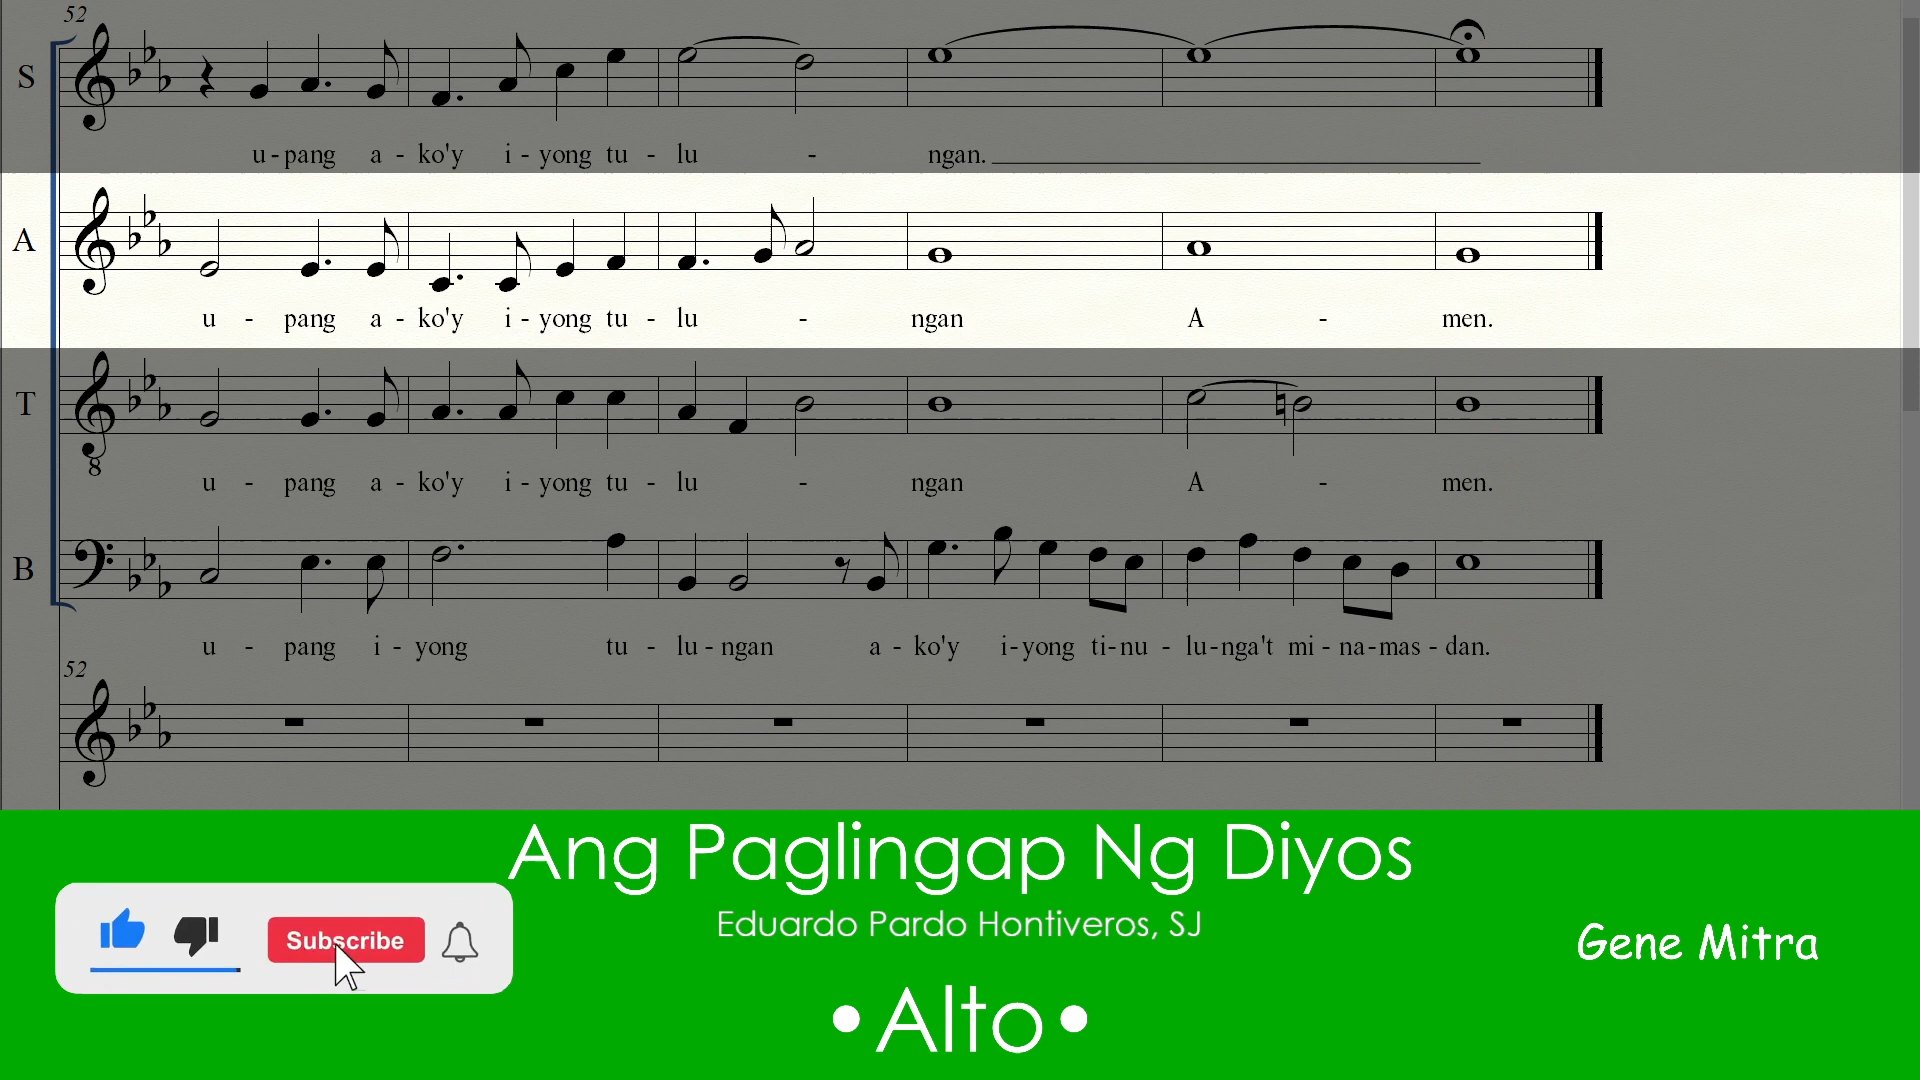 52
S
u - pang a - ko'y i - yong tu - lu - ngan.
A
u - pang a - ko'y i - yong tu - lu - ngan A - men.
T
8
u - pang a - ko'y i - yong tu - lu - ngan A - men.
B
u - pang i - yong tu - lu - ngan a - ko'y i - yong ti - nu - lu - nga't mi - na - mas - dan.
52
Ang Paglingap Ng Diyos
Eduardo Pardo Hontiveros, SJ
Subscribe
Gene Mitra
• Alto •